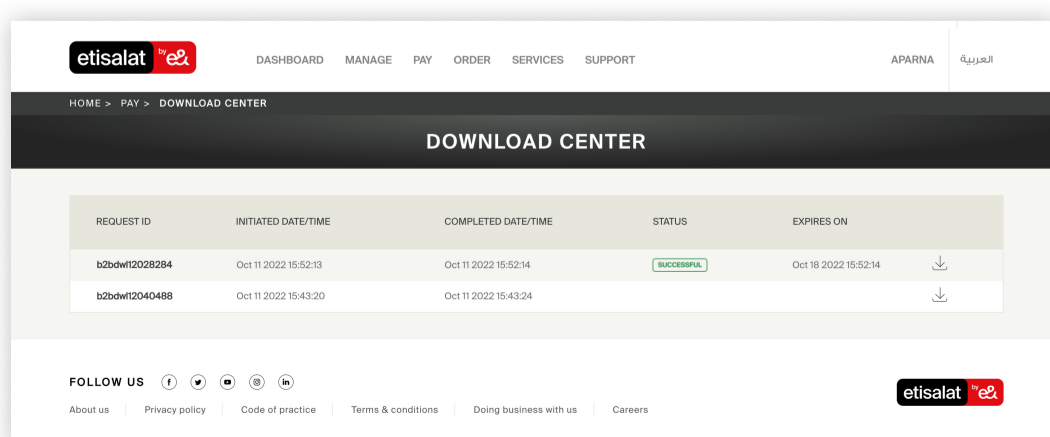 etisalat by e&
DASHBOARD MANAGE PAY ORDER SERVICES SUPPORT APARNA العربية
HOME > PAY > DOWNLOAD CENTER
DOWNLOAD CENTER
REQUEST ID INITIATED DATE/TIME COMPLETED DATE/TIME STATUS EXPIRES ON
b2bdwl12028284 Oct 11 2022 15:52:13 Oct 11 2022 15:52:14 SUCCESSFUL Oct 18 2022 15:52:14
b2bdwl12040488 Oct 11 2022 15:43:20 Oct 11 2022 15:43:24
FOLLOW US
etisalat by e&
About us Privacy policy Code of practice Terms & conditions Doing business with us Careers